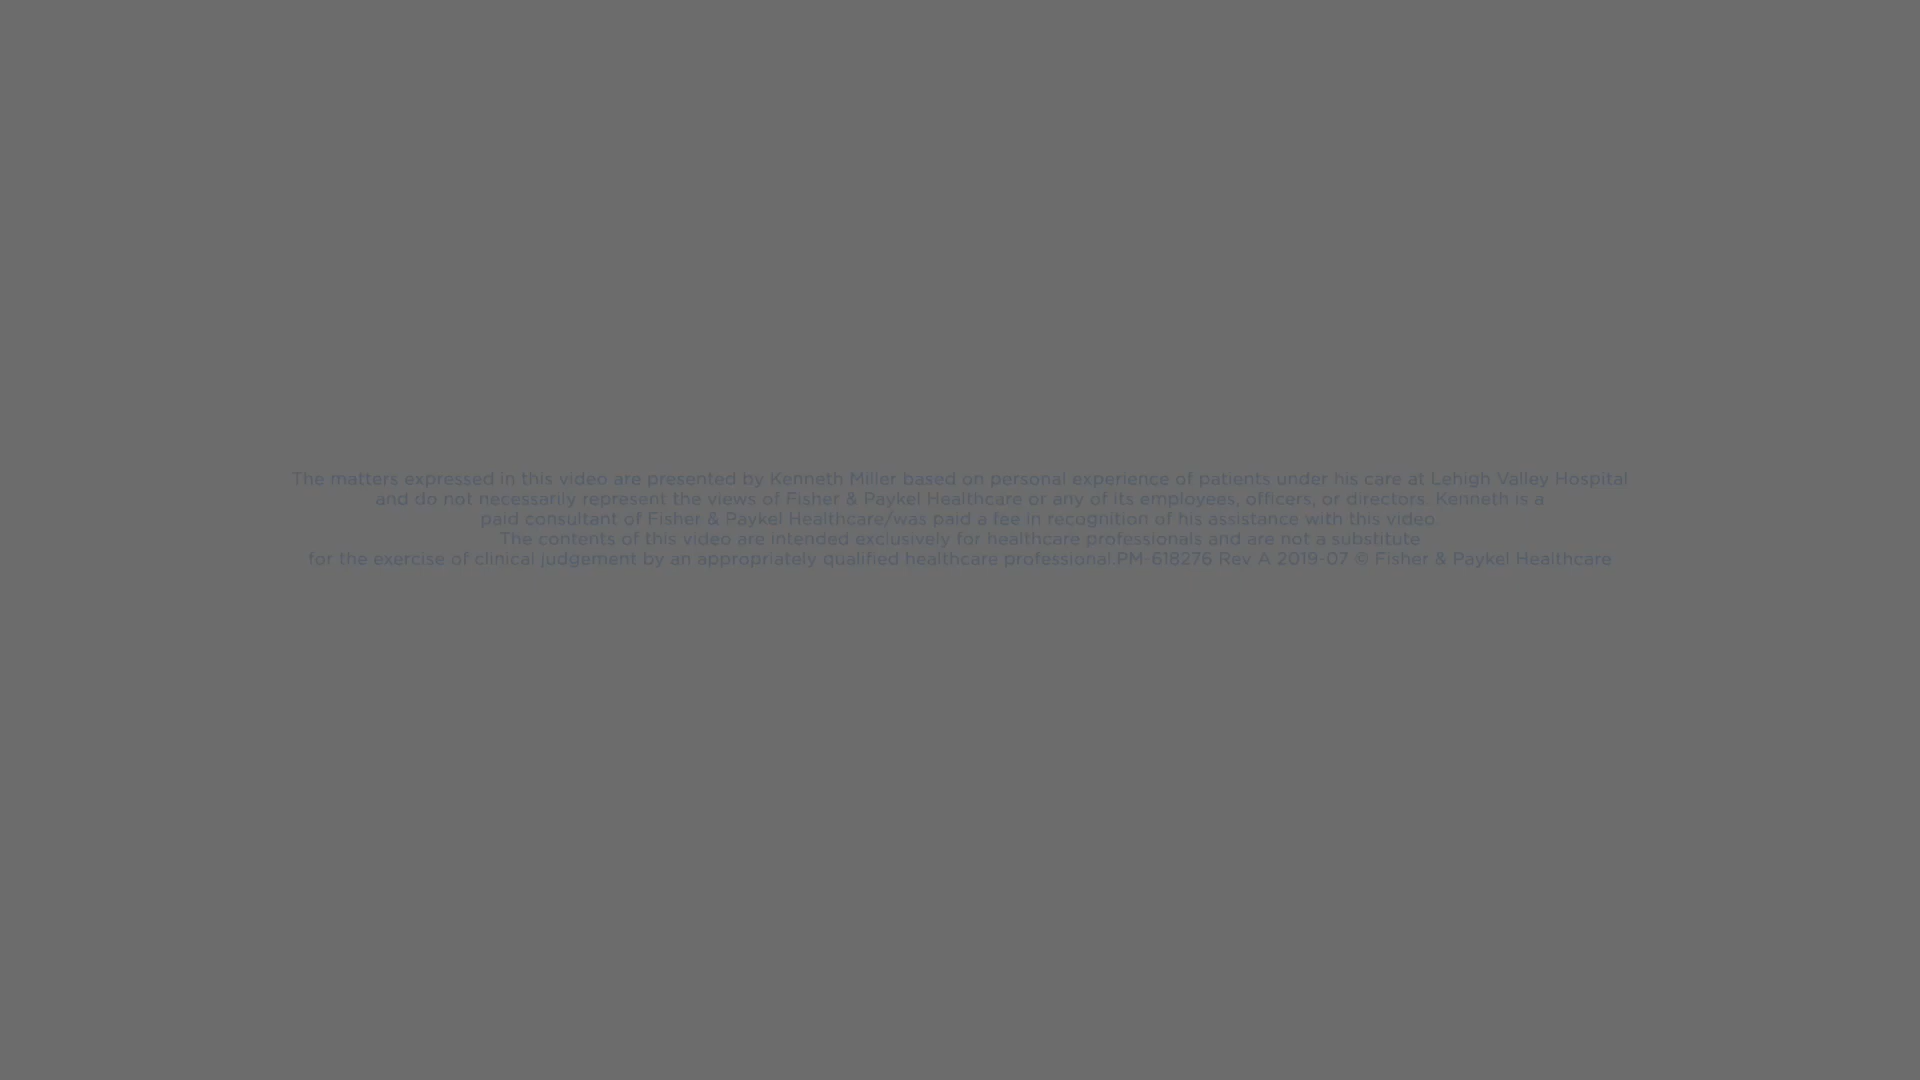 The matters expressed in this video are presented by Kenneth Miller based on personal experience of patients under his care at Lehigh Valley Hospital
and do not necessarily represent the views of Fisher & Paykel Healthcare or any of its employees, officers, or directors. Kenneth is a
paid consultant of Fisher & Paykel Healthcare/was paid a fee in recognition of his assistance with this video.
The contents of this video are intended exclusively for healthcare professionals and are not a substitute
for the exercise of clinical judgement by an appropriately qualified healthcare professional.PM-618276 Rev A 2019-07 © Fisher & Paykel Healthcare